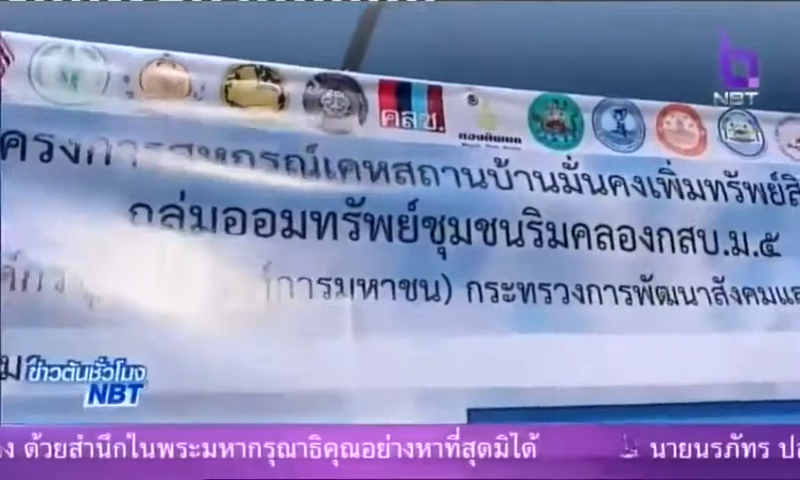 NBT
คสช.
ครงการสหกรณ์เคหสถานบ้านมั่นคงเพิ่มทรัพย์สิ
กลุ่มออมทรัพย์ชุมชนริมคลองกสบ.ม.๕
การมหาชน) กระทรวงการพัฒนาสังคมแล
ม
ข่าวต้นชั่วโมง
NBT
ง ด้วยสำนึกในพระมหากรุณาธิคุณอย่างหาที่สุดมิได้ นายนรภัทร ปล